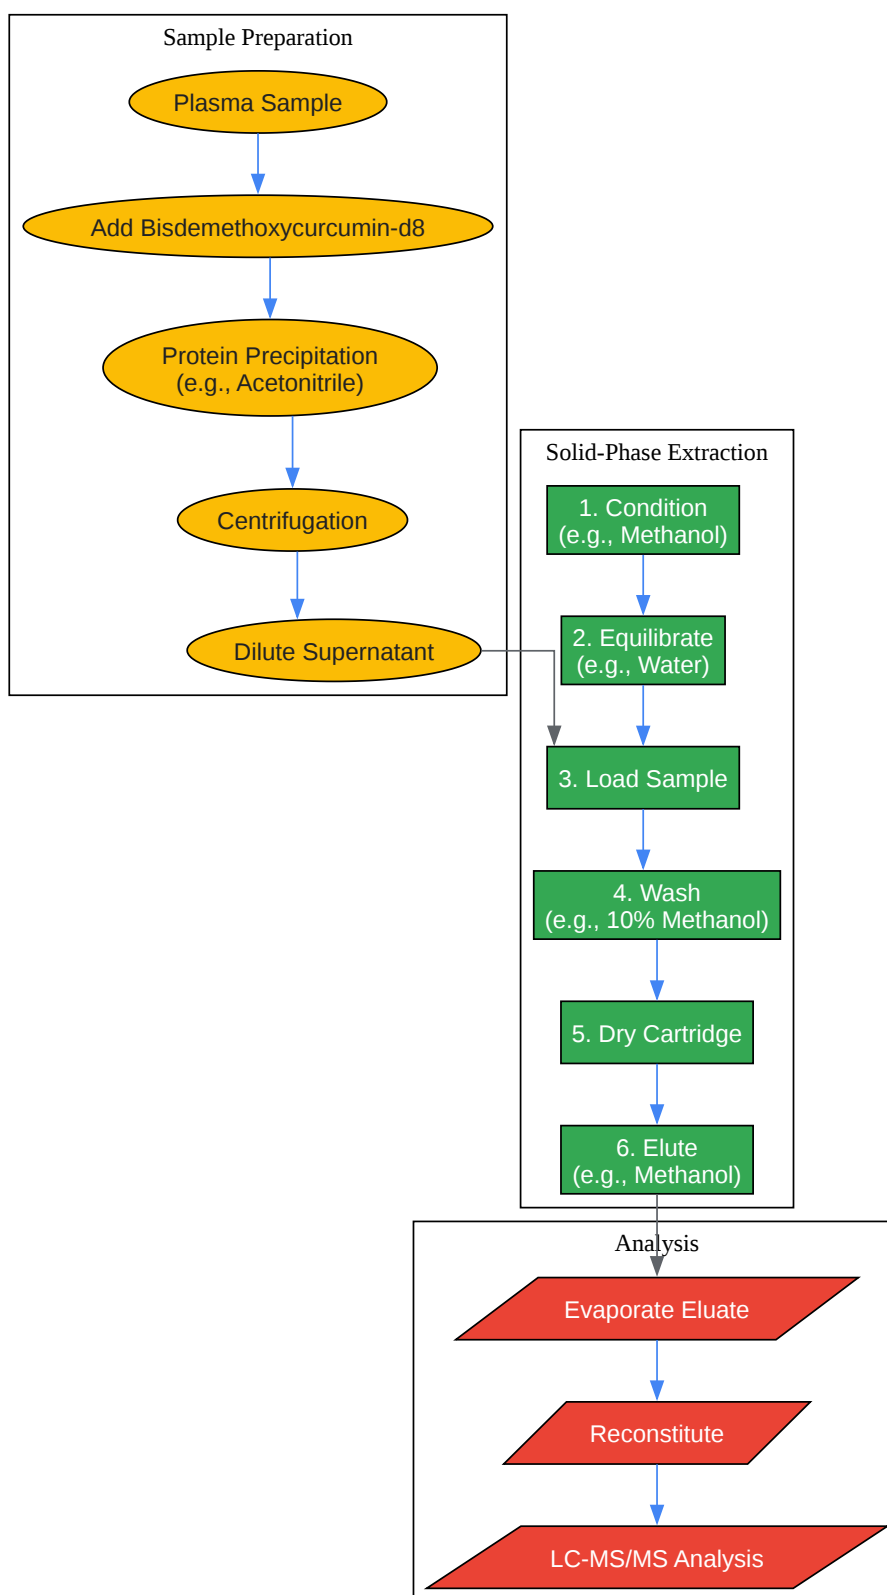 Sample Preparation
Plasma Sample
Add Bisdemethoxycurcumin-d8
Protein Precipitation
(e.g., Acetonitrile)
Centrifugation
Dilute Supernatant
Solid-Phase Extraction
1. Condition
(e.g., Methanol)
2. Equilibrate
(e.g., Water)
3. Load Sample
4. Wash
(e.g., 10% Methanol)
5. Dry Cartridge
6. Elute
(e.g., Methanol)
Analysis
Evaporate Eluate
Reconstitute
LC-MS/MS Analysis